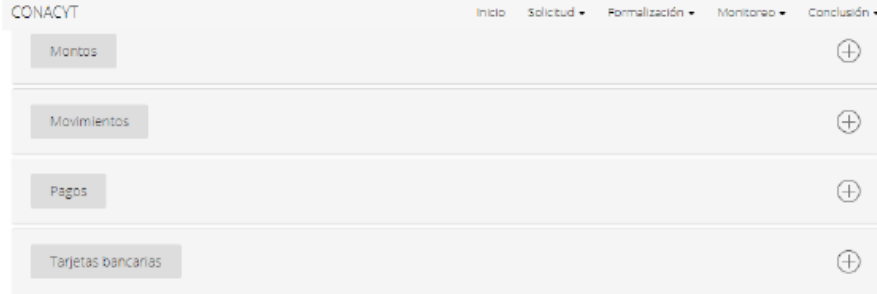 CONACYT Inicio Solicitud Formalización Monitoreo Conclusión
Montos
Movimientos
Pagos
Tarjetas bancarias